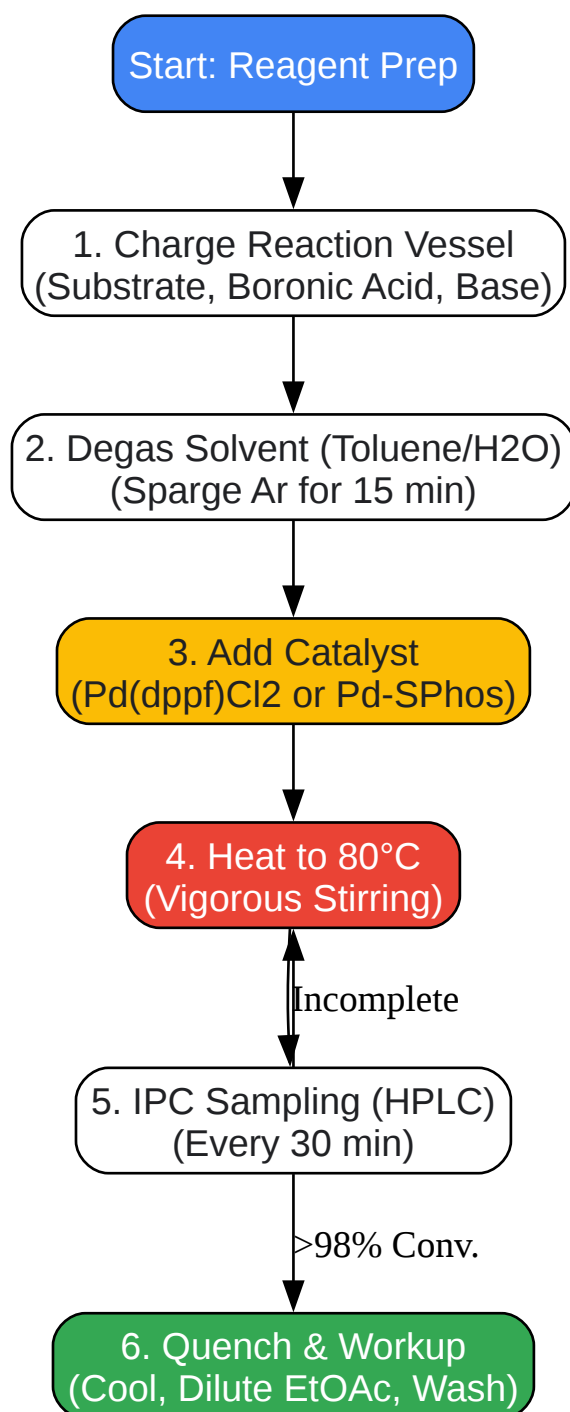 Start: Reagent Prep
1. Charge Reaction Vessel
(Substrate, Boronic Acid, Base)
2. Degas Solvent (Toluene/H2O)
(Sparge Ar for 15 min)
3. Add Catalyst
(Pd(dppf)Cl2 or Pd-SPhos)
4. Heat to 80°C
(Vigorous Stirring)
Incomplete
5. IPC Sampling (HPLC)
(Every 30 min)
>98% Conv.
6. Quench & Workup
(Cool, Dilute EtOAc, Wash)